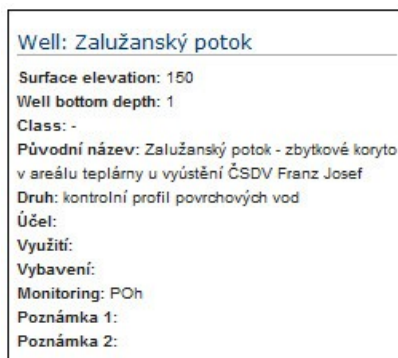 Well: Zalužanský potok
Surface elevation: 150
Well bottom depth: 1
Class: -
Původní název: Zalužanský potok - zbytkové koryto
v areálu teplárny u vyústění ČSDV Franz Josef
Druh: kontrolní profil povrchových vod
Účel:
Využití:
Vybavení:
Monitoring: POh
Poznámka 1:
Poznámka 2: